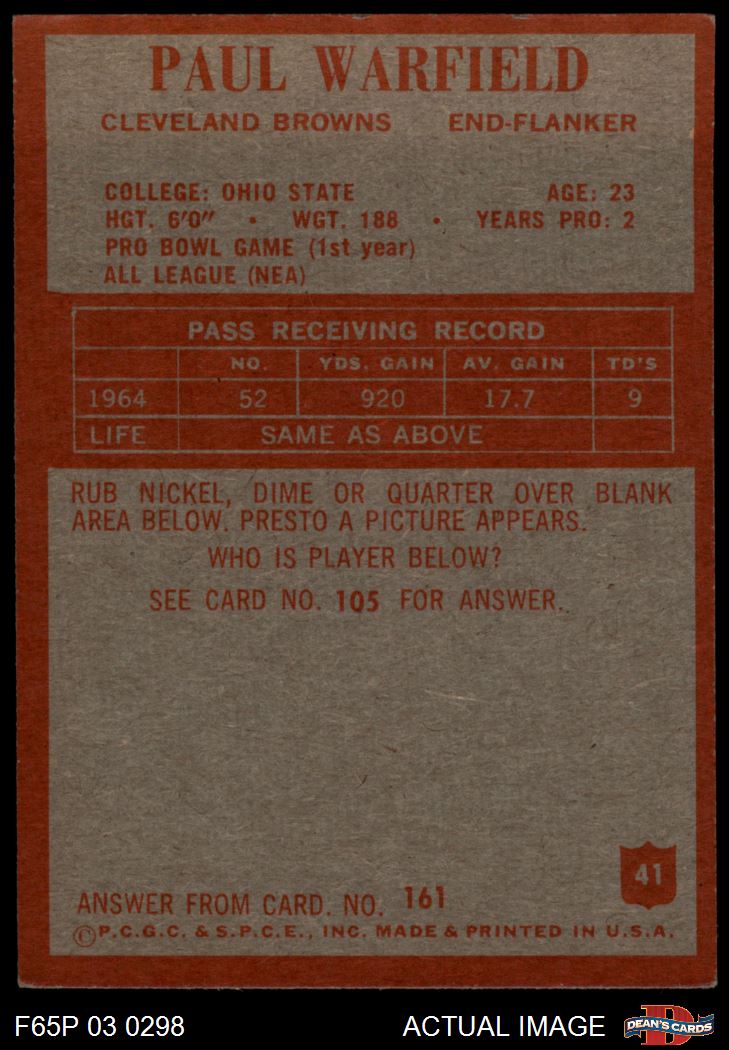 PAUL WARFIELD
CLEVELAND BROWNS END-FLANKER
COLLEGE: OHIO STATE AGE: 23
HGT. 6'0" • WGT. 188 • YEARS PRO: 2
PRO BOWL GAME (1st year)
ALL LEAGUE (NEA)
PASS RECEIVING RECORD
NO. YDS. GAIN AV. GAIN TD'S
1964 52 920 17.7 9
LIFE SAME AS ABOVE
RUB NICKEL, DIME OR QUARTER OVER BLANK
AREA BELOW. PRESTO A PICTURE APPEARS.
WHO IS PLAYER BELOW?
SEE CARD NO. 105 FOR ANSWER.
41
ANSWER FROM CARD. NO. 161
©P.C.G.C. & S.P.C.E., INC. MADE & PRINTED IN U.S.A.
F65P 03 0298 ACTUAL IMAGE DEAN'S CARDS